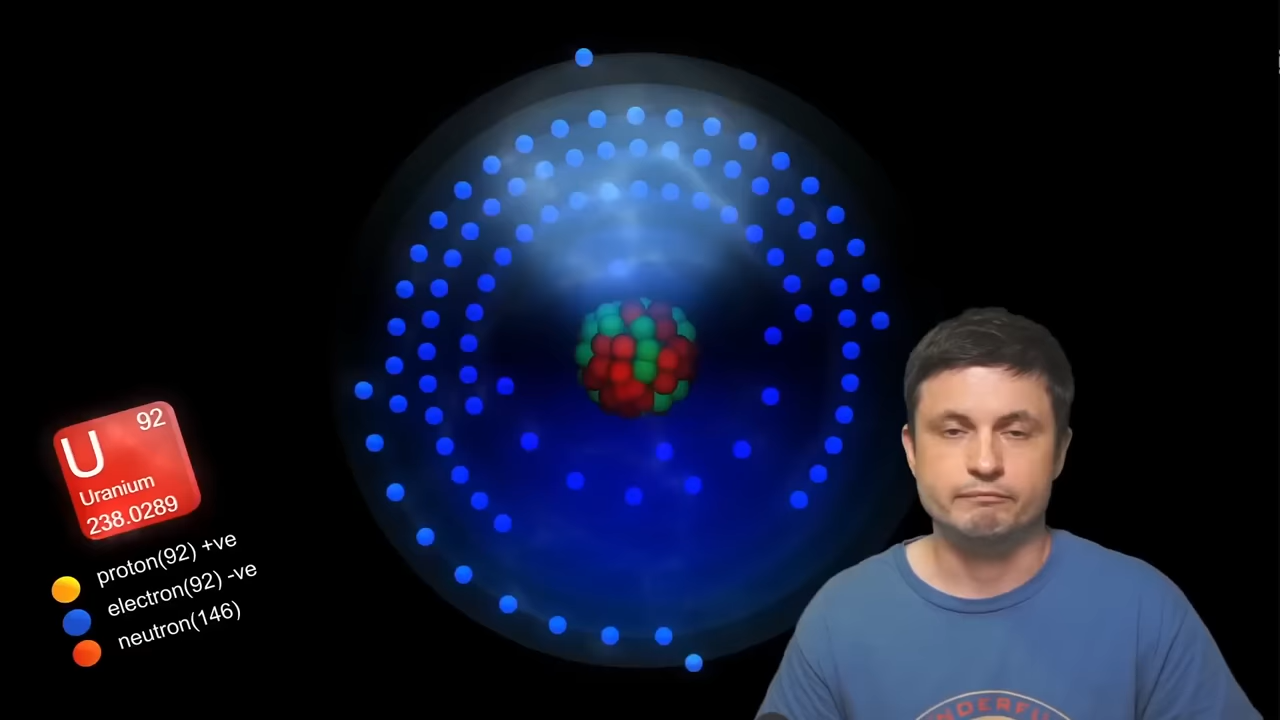 92
U
Uranium
238.0289
proton(92) +ve
electron(92) -ve
neutron(146)